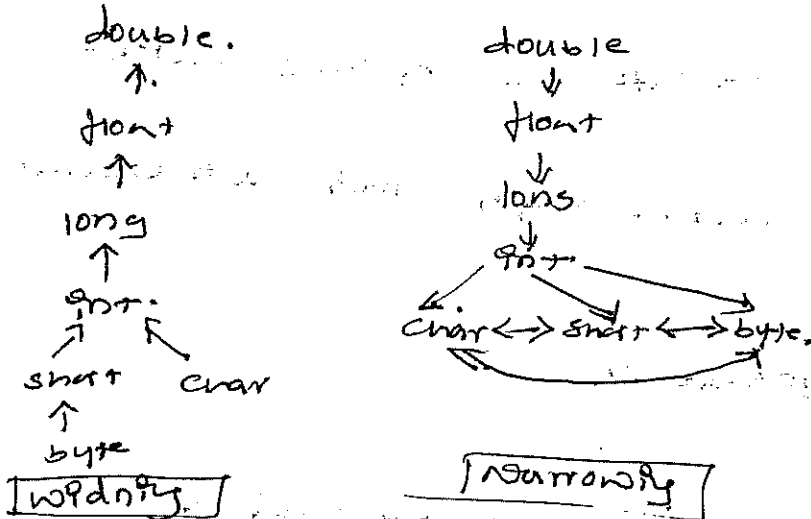 double.
float
long
int.
short char
byte
widning
double
float
long
int.
char short byte.
Narrowing